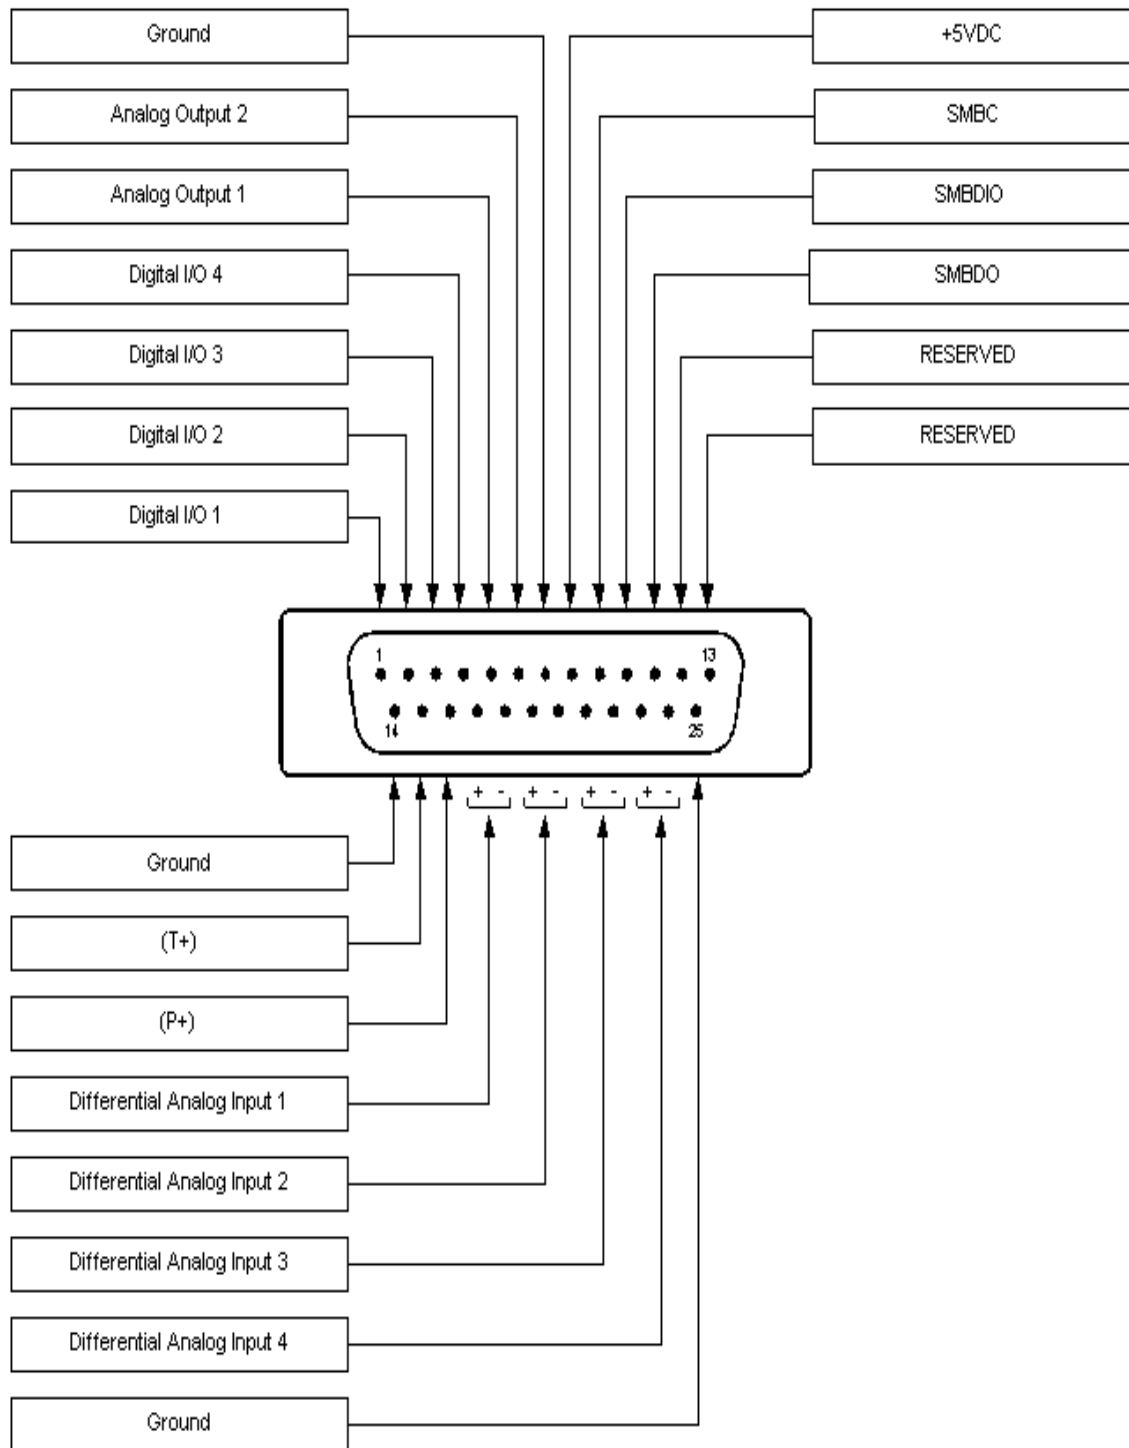 Ground
+5VDC
Analog Output 2
SMBC
Analog Output 1
SMBDIO
Digital I/O 4
SMBDO
Digital I/O 3
RESERVED
Digital I/O 2
RESERVED
Digital I/O 1
1 13
14 25
+ - + - + - + -
Ground
(T+)
(P+)
Differential Analog Input 1
Differential Analog Input 2
Differential Analog Input 3
Differential Analog Input 4
Ground